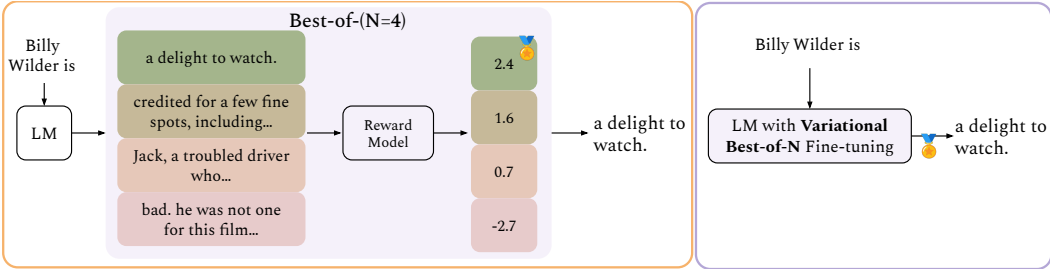 Best-of-(N=4)
Billy
Wilder is
LM
a delight to watch.
credited for a few fine
spots, including...
Jack, a troubled driver
who...
bad. he was not one
for this film...
Reward
Model
2.4
1.6
0.7
-2.7
a delight to
watch.
Billy Wilder is
LM with Variational
Best-of-N Fine-tuning
a delight to
watch.